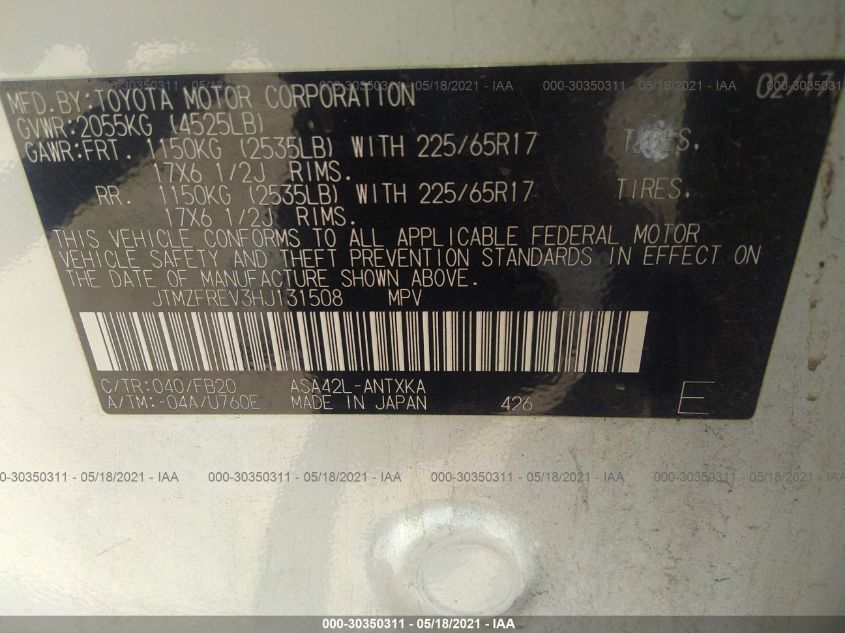 000-30350311 - 05/18/2021 - IAA 000-30350311 - 05/18/2021 - IAA
02/17
MFD.BY:TOYOTA MOTOR CORPORATION
GVWR:2055KG (4525LB)
GAWR:FRT. 1150KG (2535LB) WITH 225/65R17 TIRES.
17X6 1/2J RIMS.
RR. 1150KG (2535LB) WITH 225/65R17 TIRES.
17X6 1/2J RIMS.
THIS VEHICLE CONFORMS TO ALL APPLICABLE FEDERAL MOTOR
VEHICLE SAFETY AND THEFT PREVENTION STANDARDS IN EFFECT ON
THE DATE OF MANUFACTURE SHOWN ABOVE.
JTMZFREV3HJ131508 MPV
C/TR:040/FB20 ASA42L-ANTXKA
A/TM:-04A/U760E MADE IN JAPAN 426 E
0-30350311 - 05/18/2021 - IAA 000-30350311 - 05/18/2021 - IAA 000-30350311 - 05/18/2021 - IAA 000-30350311 - 05/18/2021 - IAA
000-30350311 - 05/18/2021 - IAA